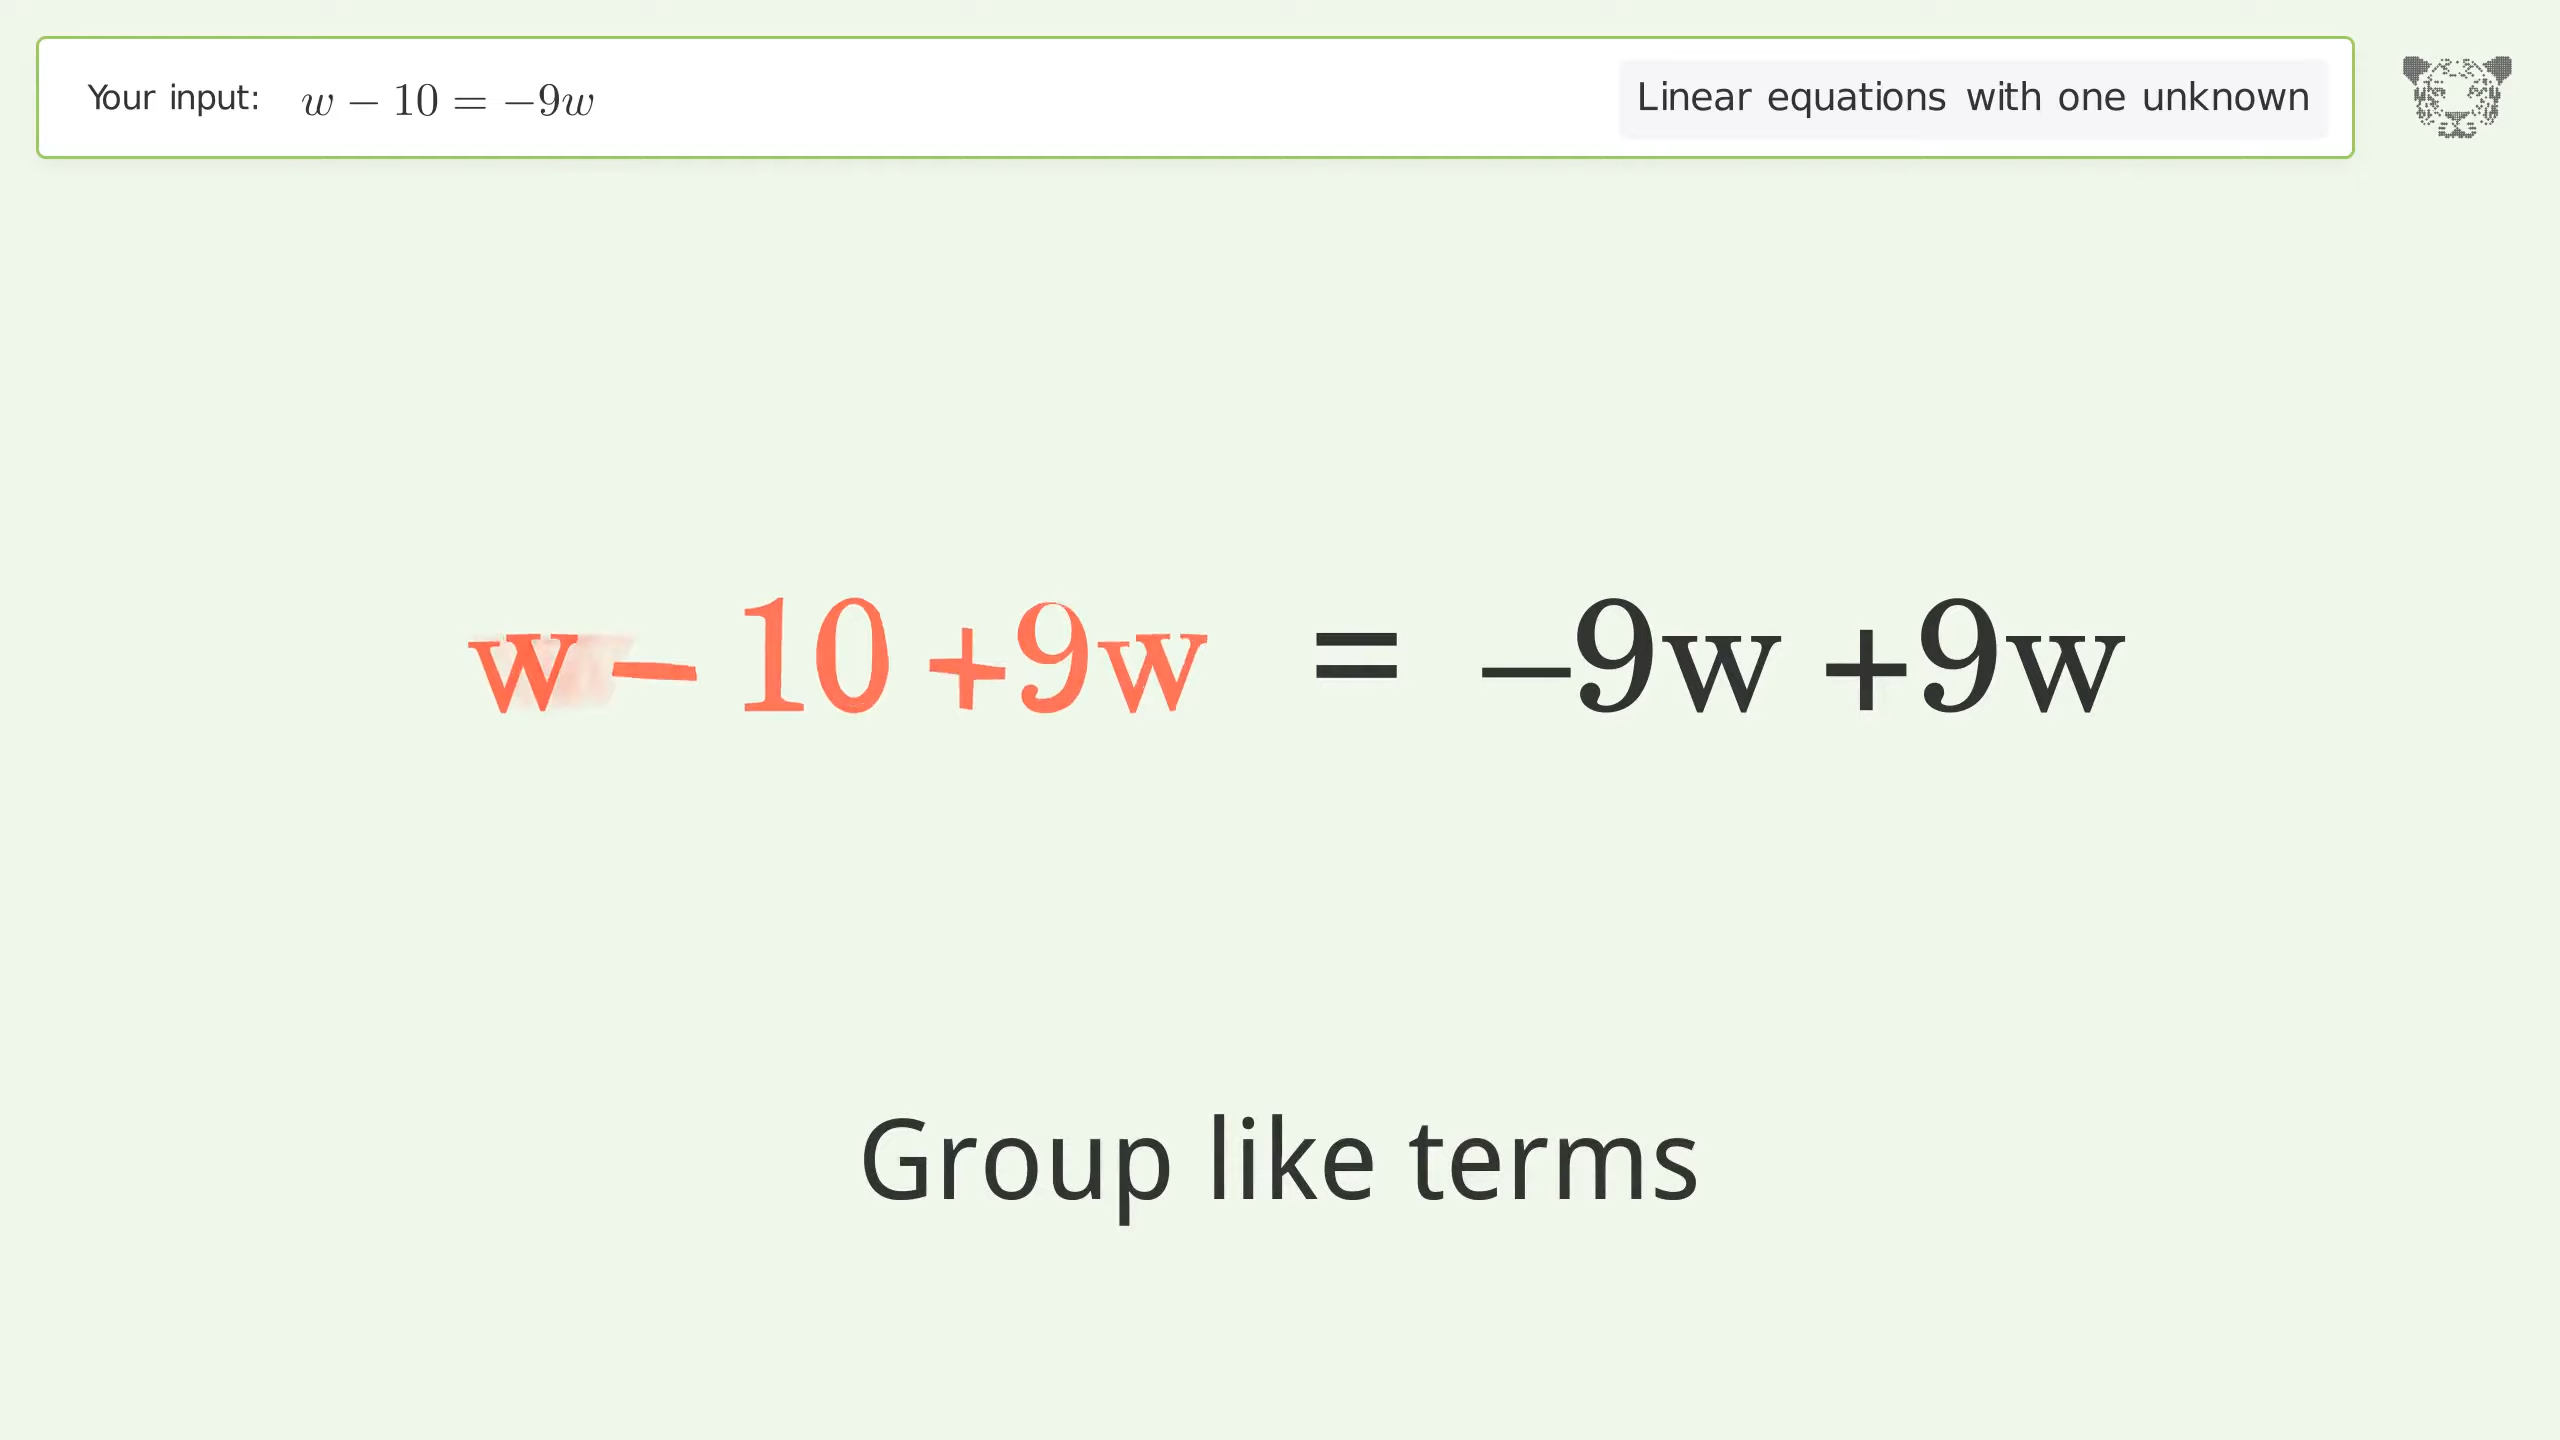 Your input: w − 10 = −9w
Linear equations with one unknown
w − 10 +9w = −9w +9w
Group like terms